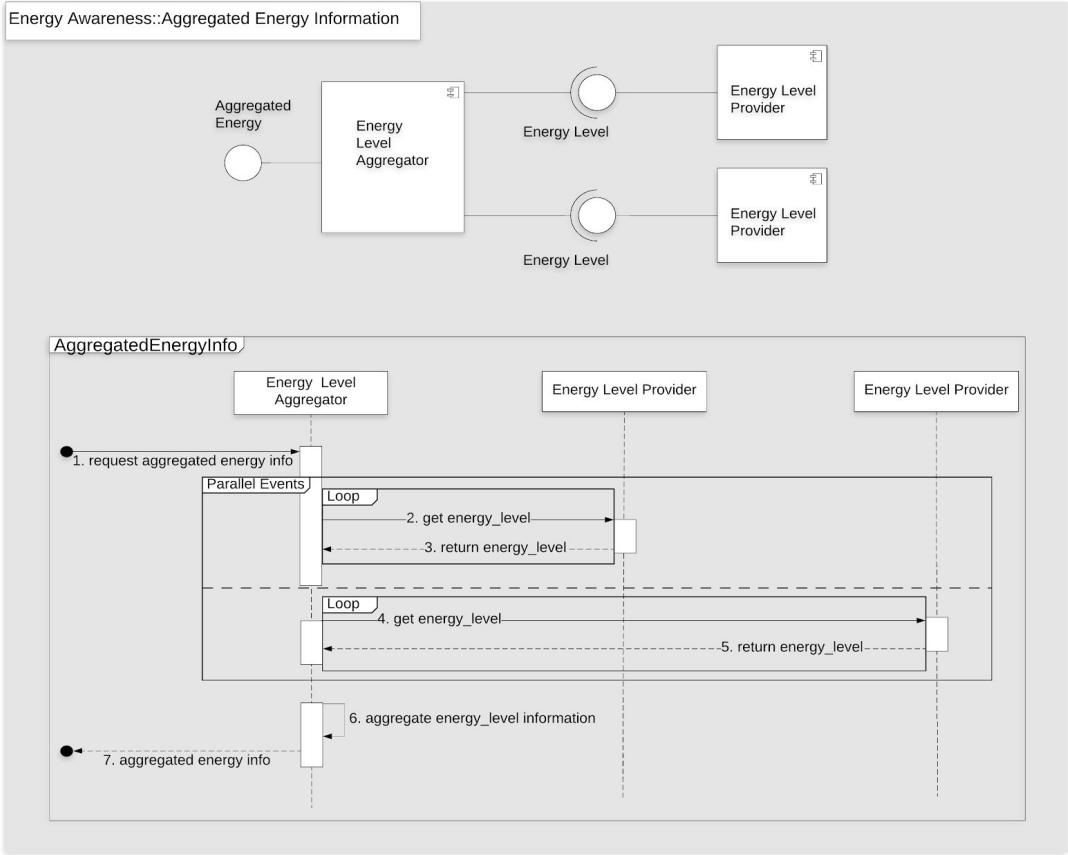 Energy Awareness::Aggregated Energy Information
Aggregated
Energy
Energy
Level
Aggregator
Energy Level
Energy Level
Provider
Energy Level
Energy Level
Provider
AggregatedEnergyInfo
Energy Level
Aggregator
Energy Level Provider
Energy Level Provider
1. request aggregated energy info
Parallel Events
Loop
2. get energy_level
3. return energy_level
Loop
4. get energy_level
5. return energy_level
6. aggregate energy_level information
7. aggregated energy info